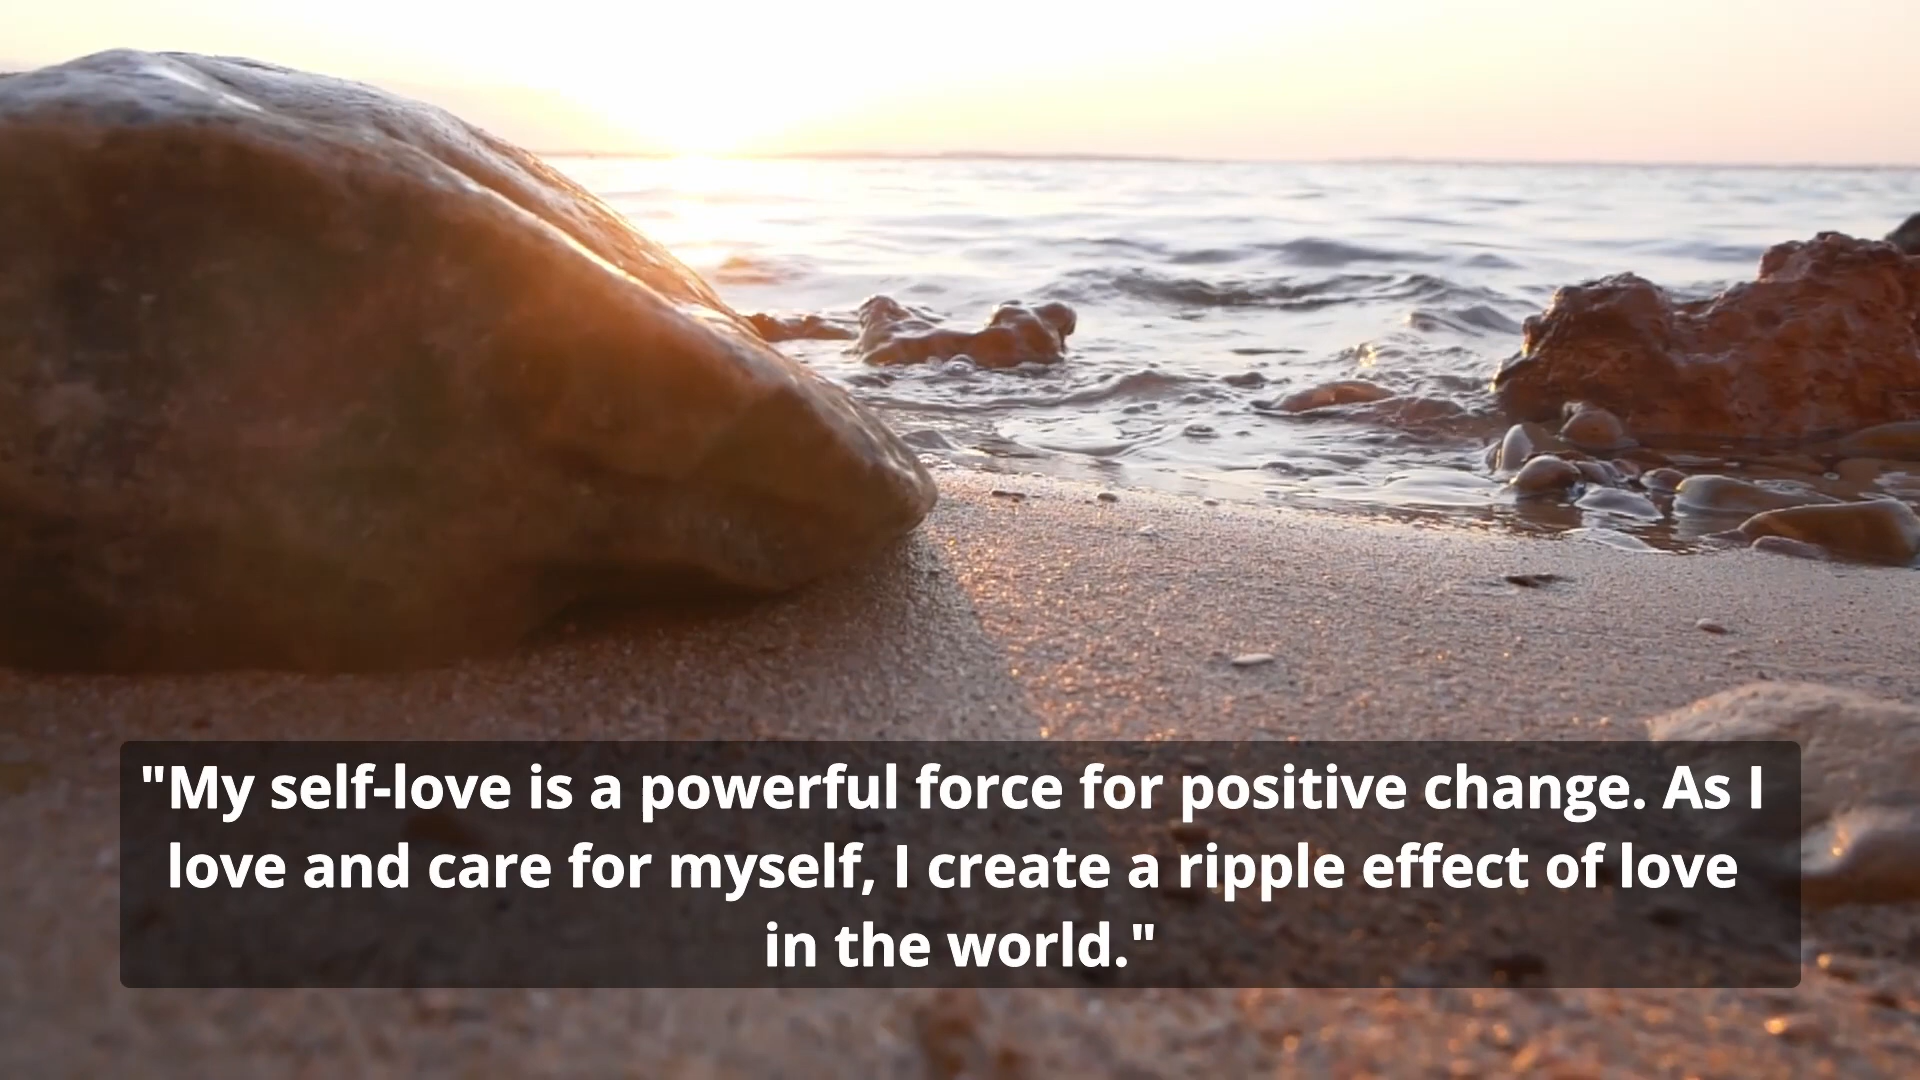 "My self-love is a powerful force for positive change. As I
love and care for myself, I create a ripple effect of love
in the world."